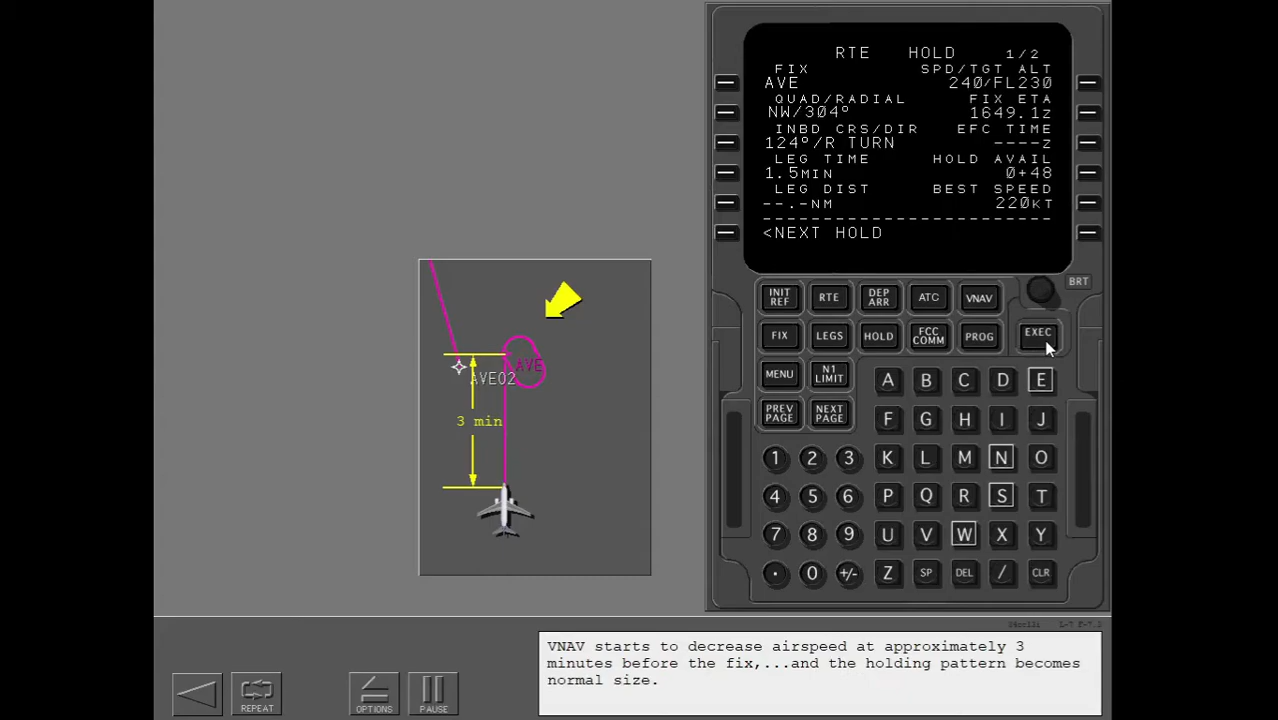 RTE HOLD 1/2
FIX SPD/TGT ALT
AVE 240/FL230
QUAD/RADIAL FIX ETA
NW/304° 1649.1z
INBD CRS/DIR EFC TIME
124°/R TURN ----z
LEG TIME HOLD AVAIL
1.5MIN 0+48
LEG DIST BEST SPEED
--.-NM 220KT
--------------------------------
<NEXT HOLD
BRT
INIT REF RTE DEP ARR ATC VNAV
FIX LEGS HOLD FCC COMM PROG EXEC
MENU N1 LIMIT
PREV PAGE NEXT PAGE
A B C D E
F G H I J
1 2 3 K L M N O
4 5 6 P Q R S T
7 8 9 U V W X Y
. 0 +/- Z SP DEL / CLR
AVE
AVE02
3 min
VNAV starts to decrease airspeed at approximately 3
minutes before the fix,...and the holding pattern becomes
normal size.
REPEAT
OPTIONS
PAUSE